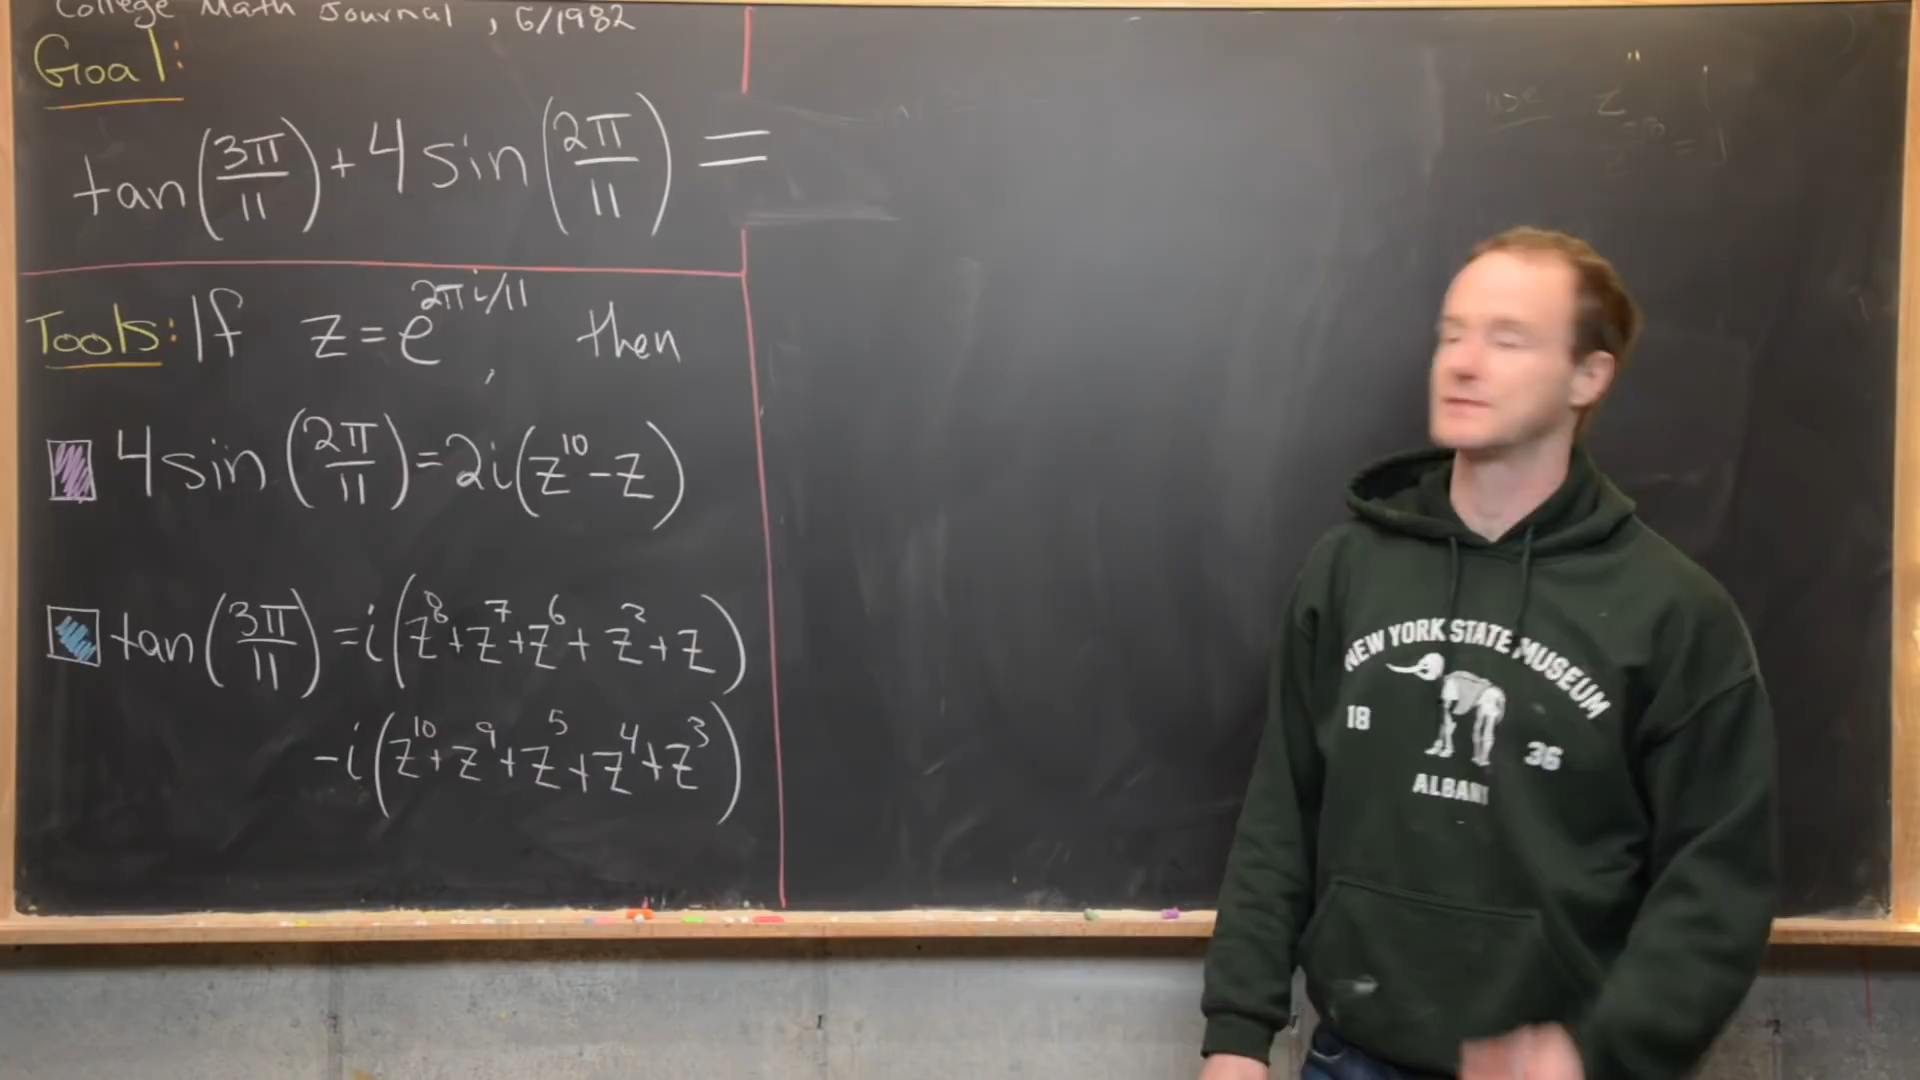 College Math Journal, 6/1982
Goal:
tan(3π/11)+4sin(2π/11) =
Tools: If z=e^{2πi/11}, then
4sin(2π/11)=2i(z^{10}-z)
tan(3π/11)=i(z^8+z^7+z^6+z^2+z)
-i(z^{10}+z^9+z^5+z^4+z^3)
use
NEW YORK STATE MUSEUM
18 36
ALBANY